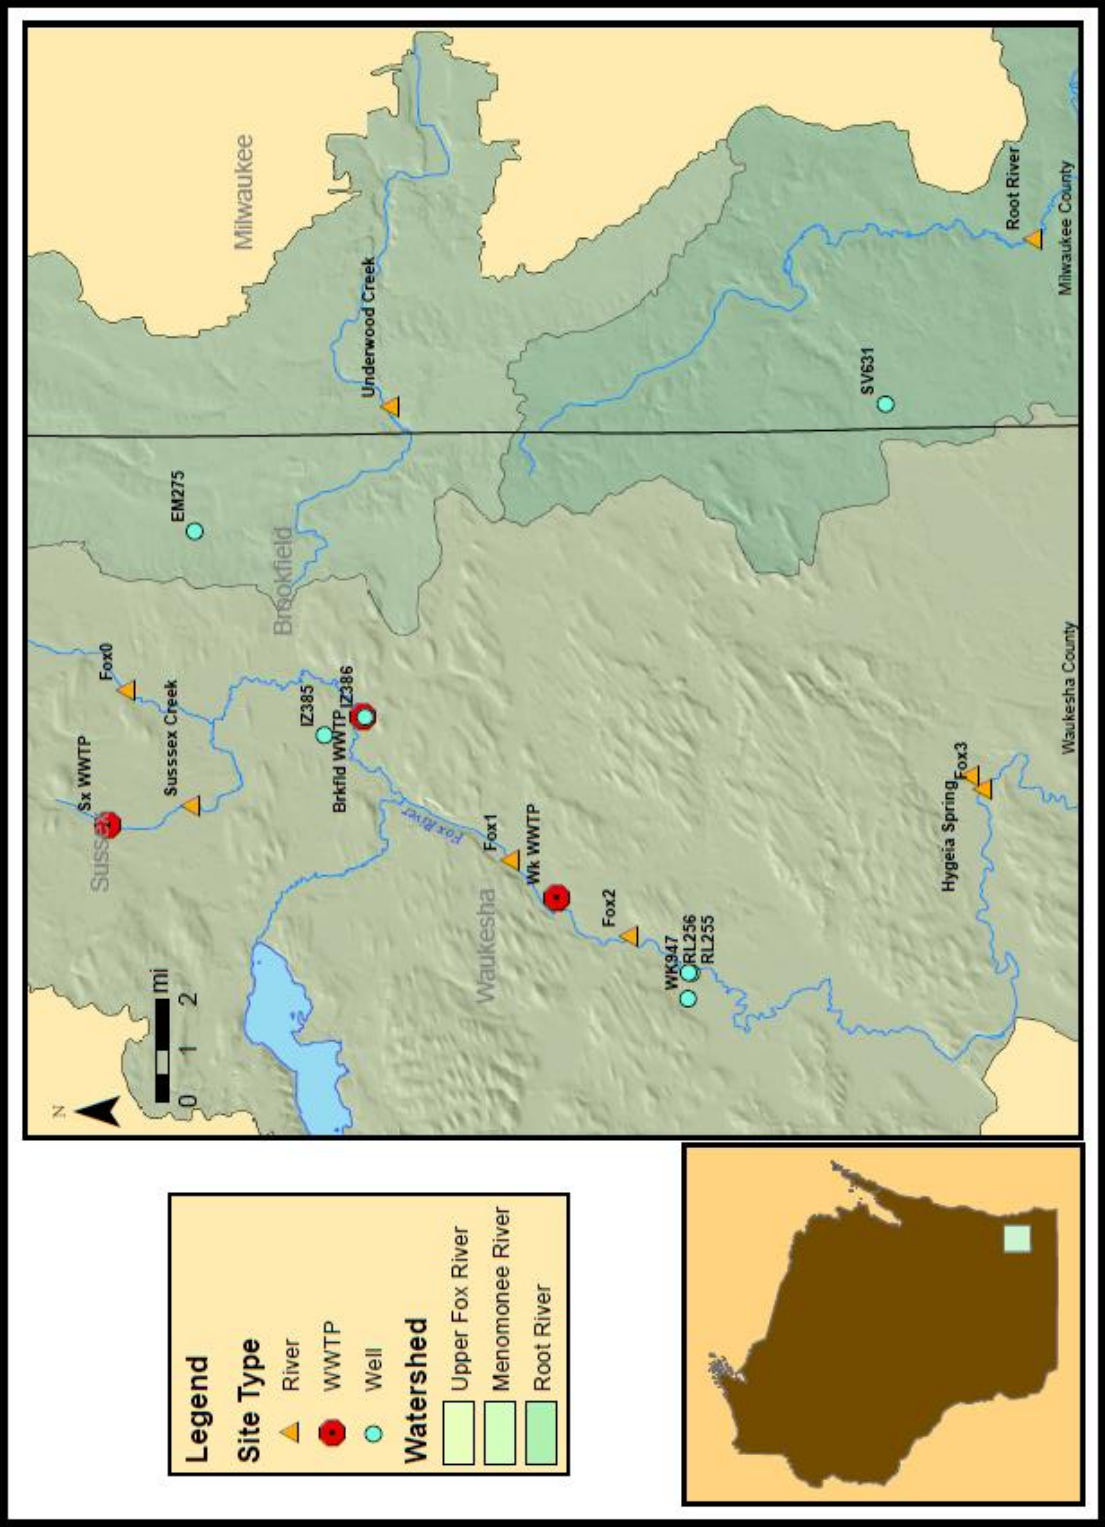 Legend
Site Type
River
WWTP
Well
Watershed
Upper Fox River
Menomonee River
Root River
N
0 1 2 mi
Sussex
Sx WWTP
Fox0
Susssex Creek
EM275
Milwaukee
Brookfield
IZ385
IZ386
Brkfld WWTP
Underwood Creek
Fox River
Fox1
Waukesha
Wk WWTP
Fox2
WK947
RL256
RL255
SV631
Hygeia Spring
Fox3
Root River
Waukesha County
Milwaukee County